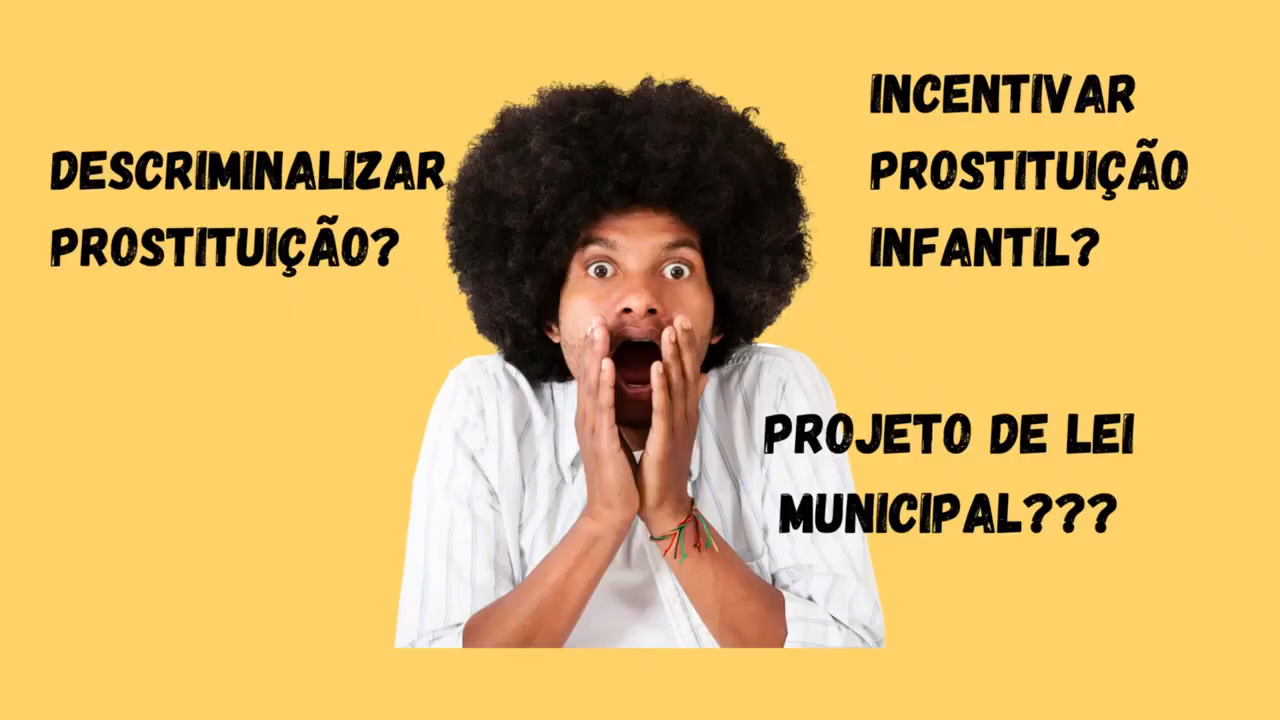 DESCRIMINALIZAR
PROSTITUIÇÃO?
INCENTIVAR
PROSTITUIÇÃO
INFANTIL?
PROJETO DE LEI
MUNICIPAL???